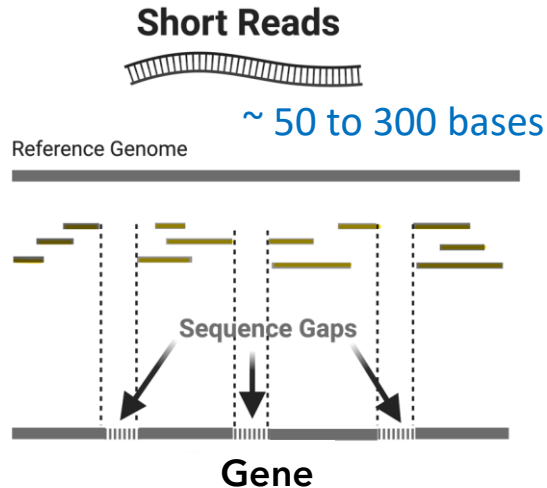 Short Reads
~ 50 to 300 bases
Reference Genome
Sequence Gaps
Gene